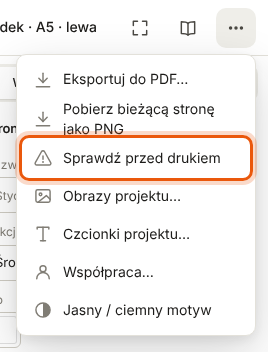 dek · A5 · lewa
Eksportuj do PDF...
Pobierz bieżącą stronę
jako PNG
Sprawdź przed drukiem
Obrazy projektu...
Czcionki projektu...
Współpraca...
Jasny / ciemny motyw